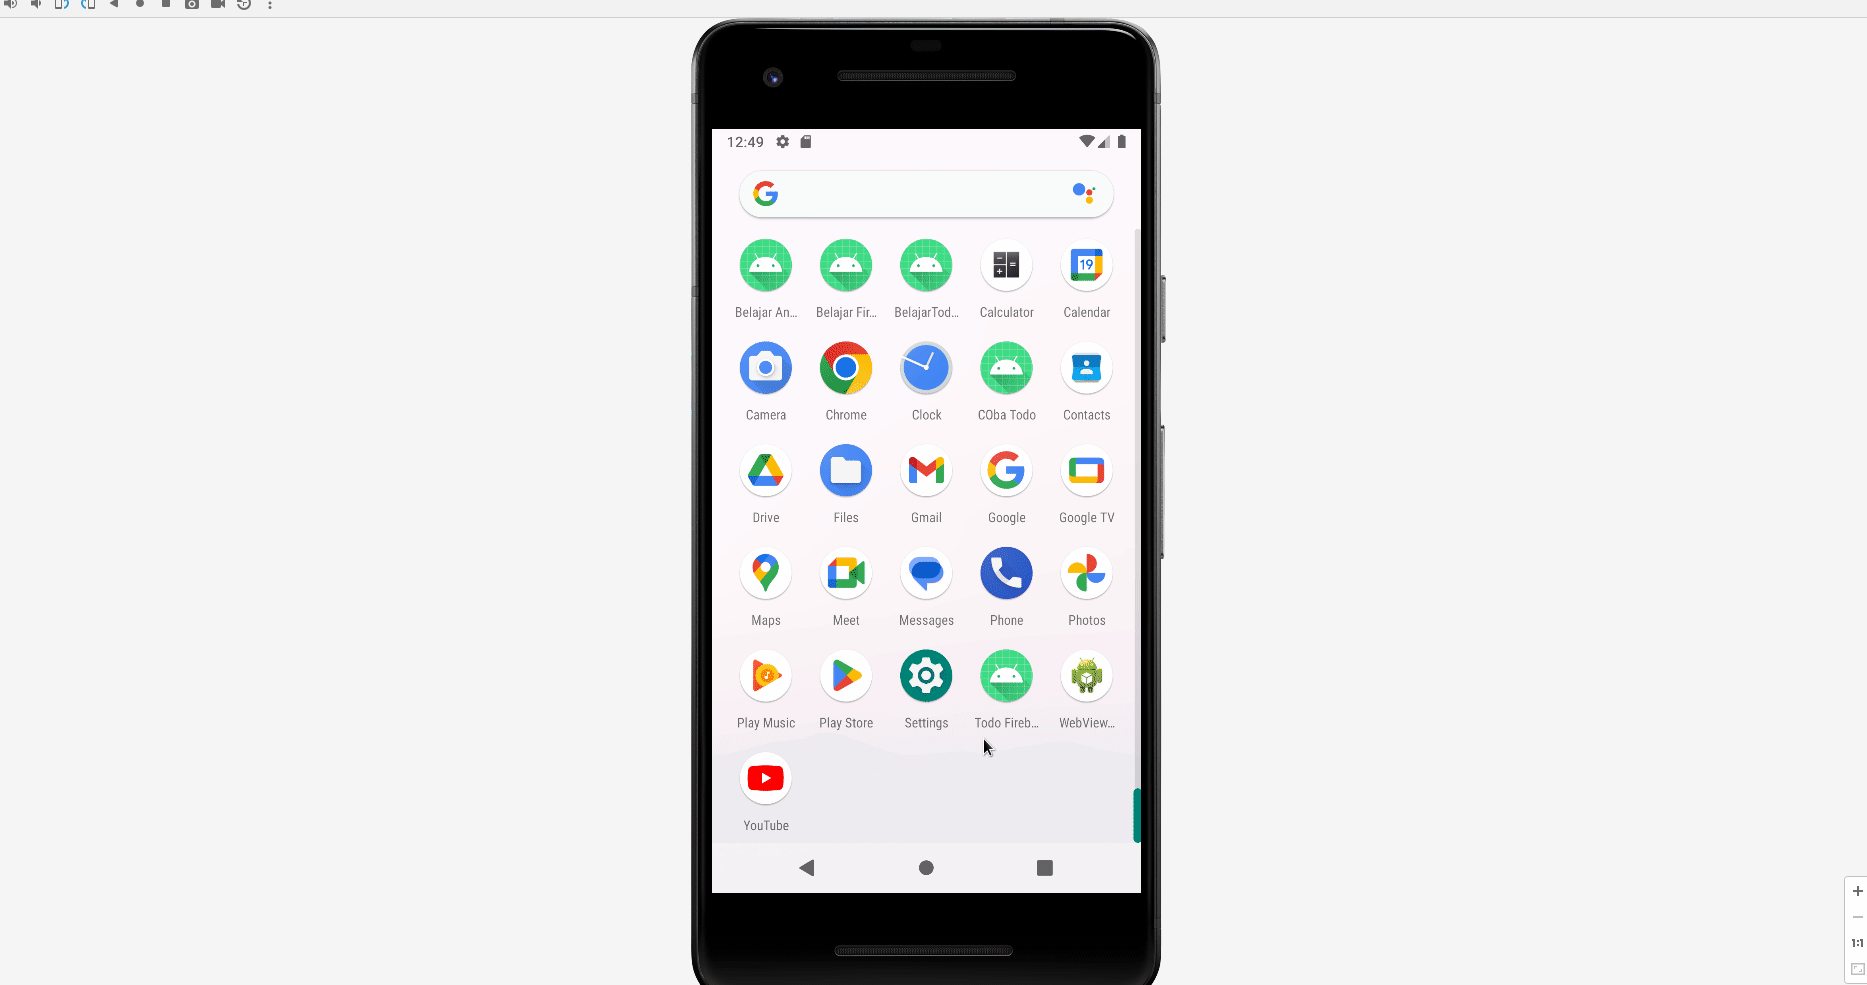 12:49
Belajar An... Belajar Fir... BelajarTod... Calculator Calendar
19
Camera Chrome Clock COba Todo Contacts
Drive Files Gmail Google Google TV
Maps Meet Messages Phone Photos
Play Music Play Store Settings Todo Fireb... WebView...
YouTube
1:1